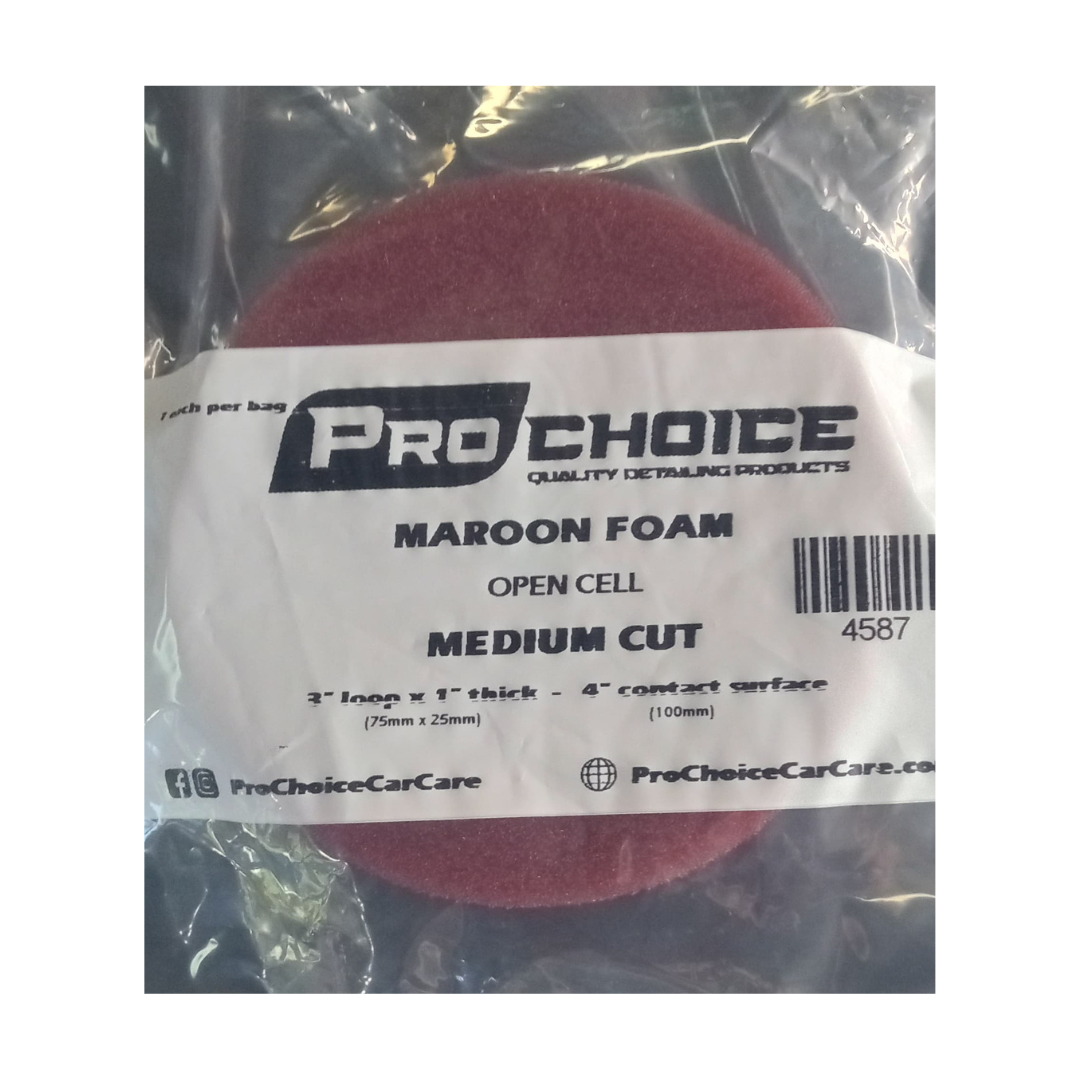 1 each per bag
PRO CHOICE
QUALITY DETAILING PRODUCTS
MAROON FOAM
OPEN CELL
MEDIUM CUT
4587
3" loop x 1" thick - 4" contact surface
(75mm x 25mm) (100mm)
ProChoiceCarCare ProChoiceCarCare.co